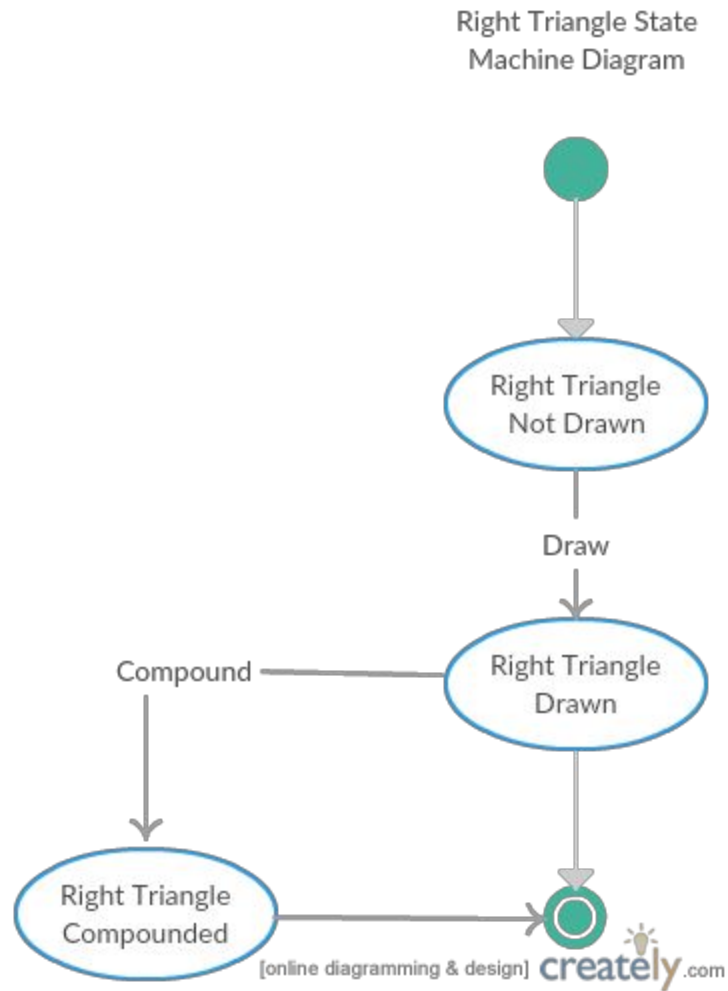 Right Triangle State
Machine Diagram
Right Triangle
Not Drawn
Draw
Right Triangle
Drawn
Compound
Right Triangle
Compounded
[online diagramming & design] creately.com